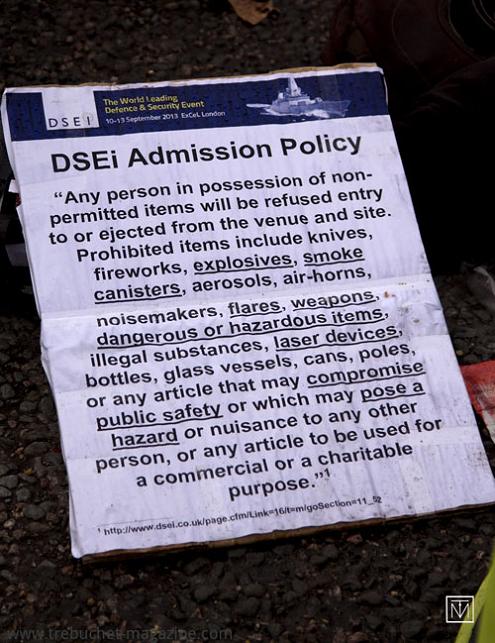 DSEI
The World Leading
Defence & Security Event
10-13 September 2013 ExCeL London
DSEi Admission Policy
“Any person in possession of non-
permitted items will be refused entry
to or ejected from the venue and site.
Prohibited items include knives,
fireworks, explosives, smoke
canisters, aerosols, air-horns,
noisemakers, flares, weapons,
dangerous or hazardous items,
illegal substances, laser devices,
bottles, glass vessels, cans, poles,
or any article that may compromise
public safety or which may pose a
hazard or nuisance to any other
person, or any article to be used for
a commercial or a charitable
purpose.”1
1 http://www.dsei.co.uk/page.cfm/Link=16/t=m/goSection=11_52
www.trebuchet-magazine.com